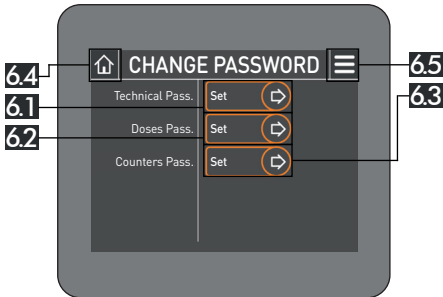 CHANGE PASSWORD
6.5
6.4
6.3
Technical Pass. Set
6.1
Doses Pass. Set
6.2
Counters Pass. Set